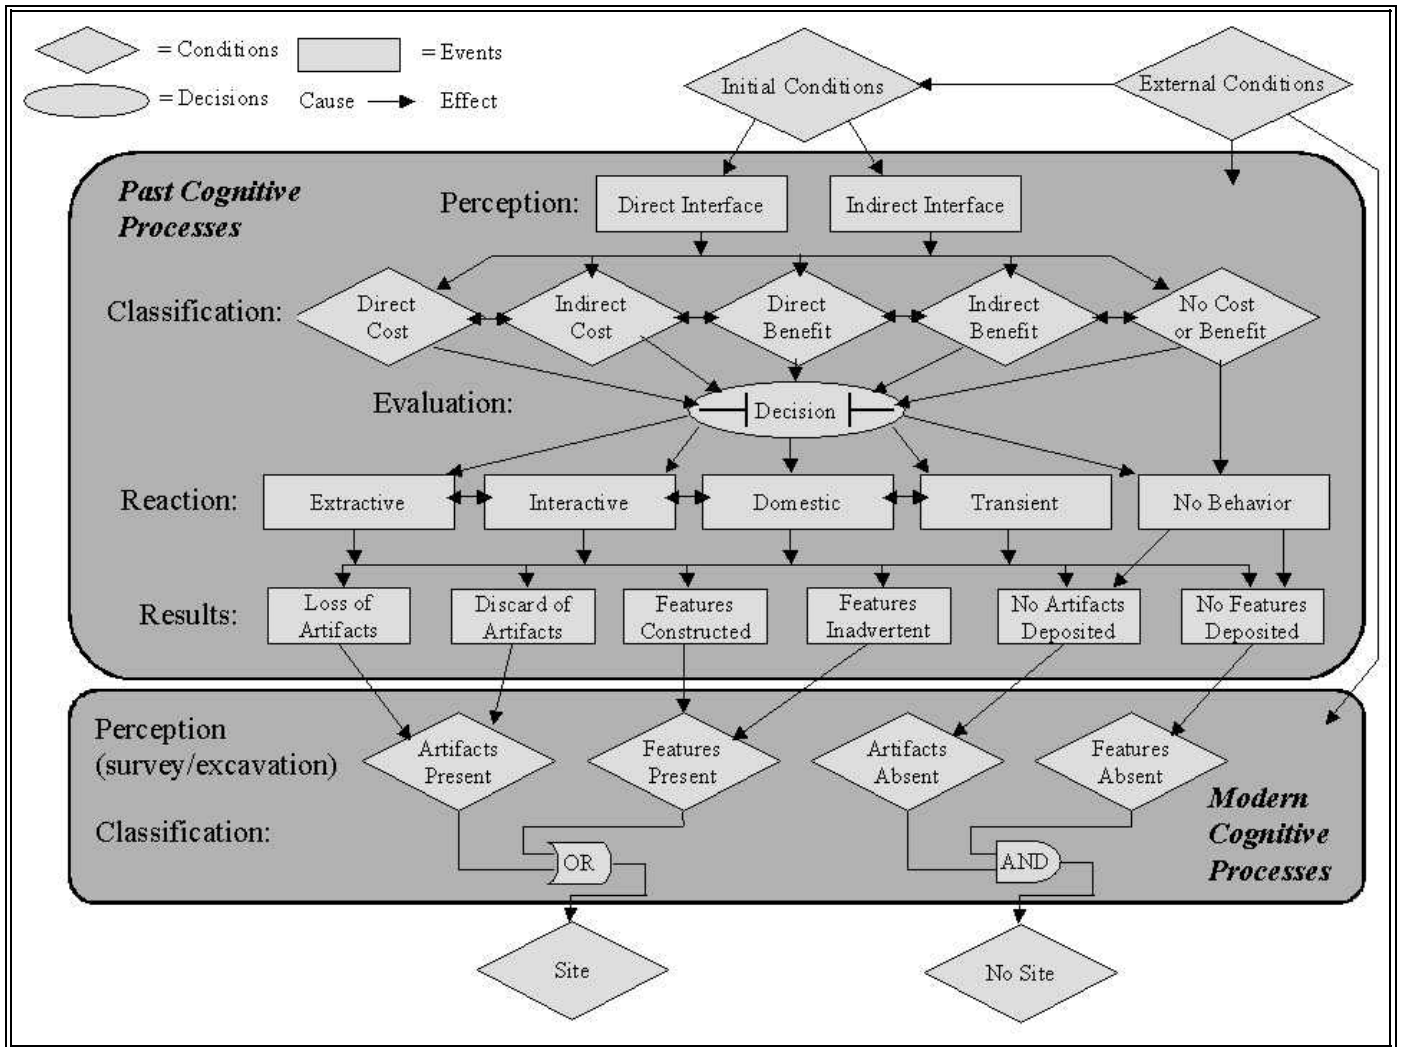 = Conditions
= Events
= Decisions
Cause
Effect
Initial Conditions
External Conditions
Past Cognitive
Processes
Perception:
Direct Interface
Indirect Interface
Classification:
Direct
Cost
Indirect
Cost
Direct
Benefit
Indirect
Benefit
No Cost
or Benefit
Evaluation:
Decision
Reaction:
Extractive
Interactive
Domestic
Transient
No Behavior
Results:
Loss of
Artifacts
Discard of
Artifacts
Features
Constructed
Features
Inadvertent
No Artifacts
Deposited
No Features
Deposited
Perception
(survey/excavation)
Artifacts
Present
Features
Present
Artifacts
Absent
Features
Absent
Modern
Cognitive
Processes
Classification:
OR
AND
Site
No Site